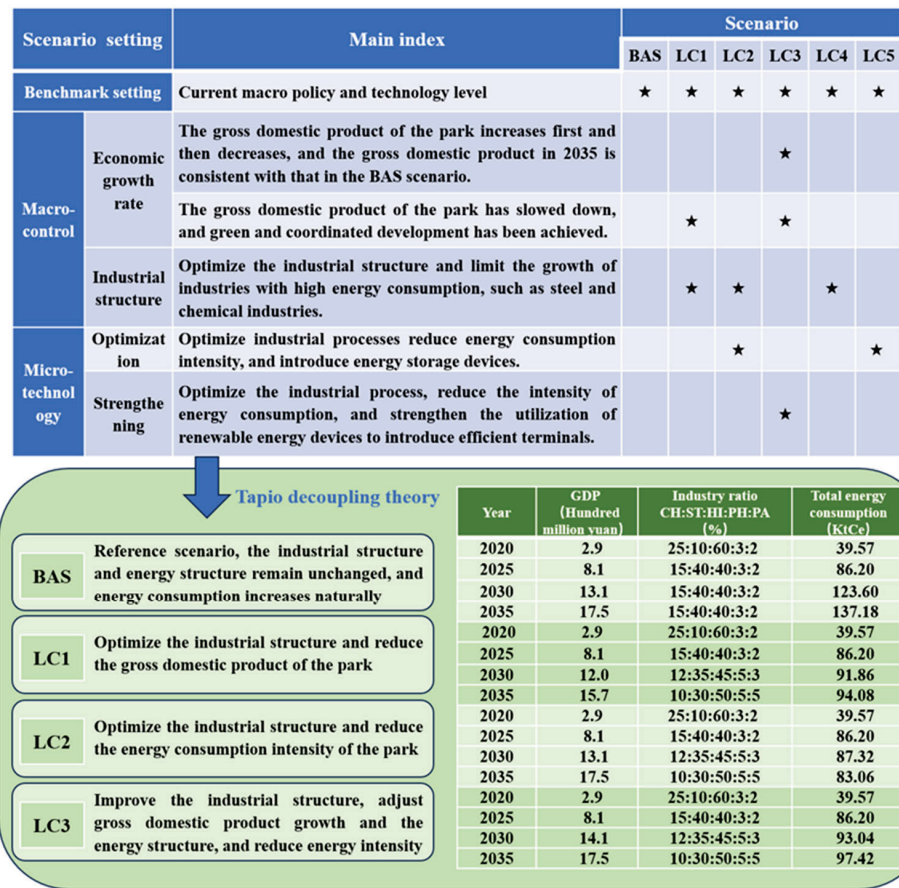 Scenario setting
Main index
Scenario
BAS LC1 LC2 LC3 LC4 LC5
Benchmark setting
Current macro policy and technology level
★ ★ ★ ★ ★ ★
Macro-
control
Economic
growth
rate
The gross domestic product of the park increases first and
then decreases, and the gross domestic product in 2035 is
consistent with that in the BAS scenario.
★
The gross domestic product of the park has slowed down,
and green and coordinated development has been achieved.
★ ★
Industrial
structure
Optimize the industrial structure and limit the growth of
industries with high energy consumption, such as steel and
chemical industries.
★ ★ ★
Micro-
technol
ogy
Optimizat
ion
Optimize industrial processes reduce energy consumption
intensity, and introduce energy storage devices.
★ ★
Strengthe
ning
Optimize the industrial process, reduce the intensity of
energy consumption, and strengthen the utilization of
renewable energy devices to introduce efficient terminals.
★
Tapio decoupling theory
BAS
Reference scenario, the industrial structure
and energy structure remain unchanged, and
energy consumption increases naturally
LC1
Optimize the industrial structure and reduce
the gross domestic product of the park
LC2
Optimize the industrial structure and reduce
the energy consumption intensity of the park
LC3
Improve the industrial structure, adjust
gross domestic product growth and the
energy structure, and reduce energy intensity
Year
GDP
(Hundred
million yuan)
Industry ratio
CH:ST:HI:PH:PA
(%)
Total energy
consumption
(KtCe)
2020 2.9 25:10:60:3:2 39.57
2025 8.1 15:40:40:3:2 86.20
2030 13.1 15:40:40:3:2 123.60
2035 17.5 15:40:40:3:2 137.18
2020 2.9 25:10:60:3:2 39.57
2025 8.1 15:40:40:3:2 86.20
2030 12.0 12:35:45:5:3 91.86
2035 15.7 10:30:50:5:5 94.08
2020 2.9 25:10:60:3:2 39.57
2025 8.1 15:40:40:3:2 86.20
2030 13.1 12:35:45:5:3 87.32
2035 17.5 10:30:50:5:5 83.06
2020 2.9 25:10:60:3:2 39.57
2025 8.1 15:40:40:3:2 86.20
2030 14.1 12:35:45:5:3 93.04
2035 17.5 10:30:50:5:5 97.42